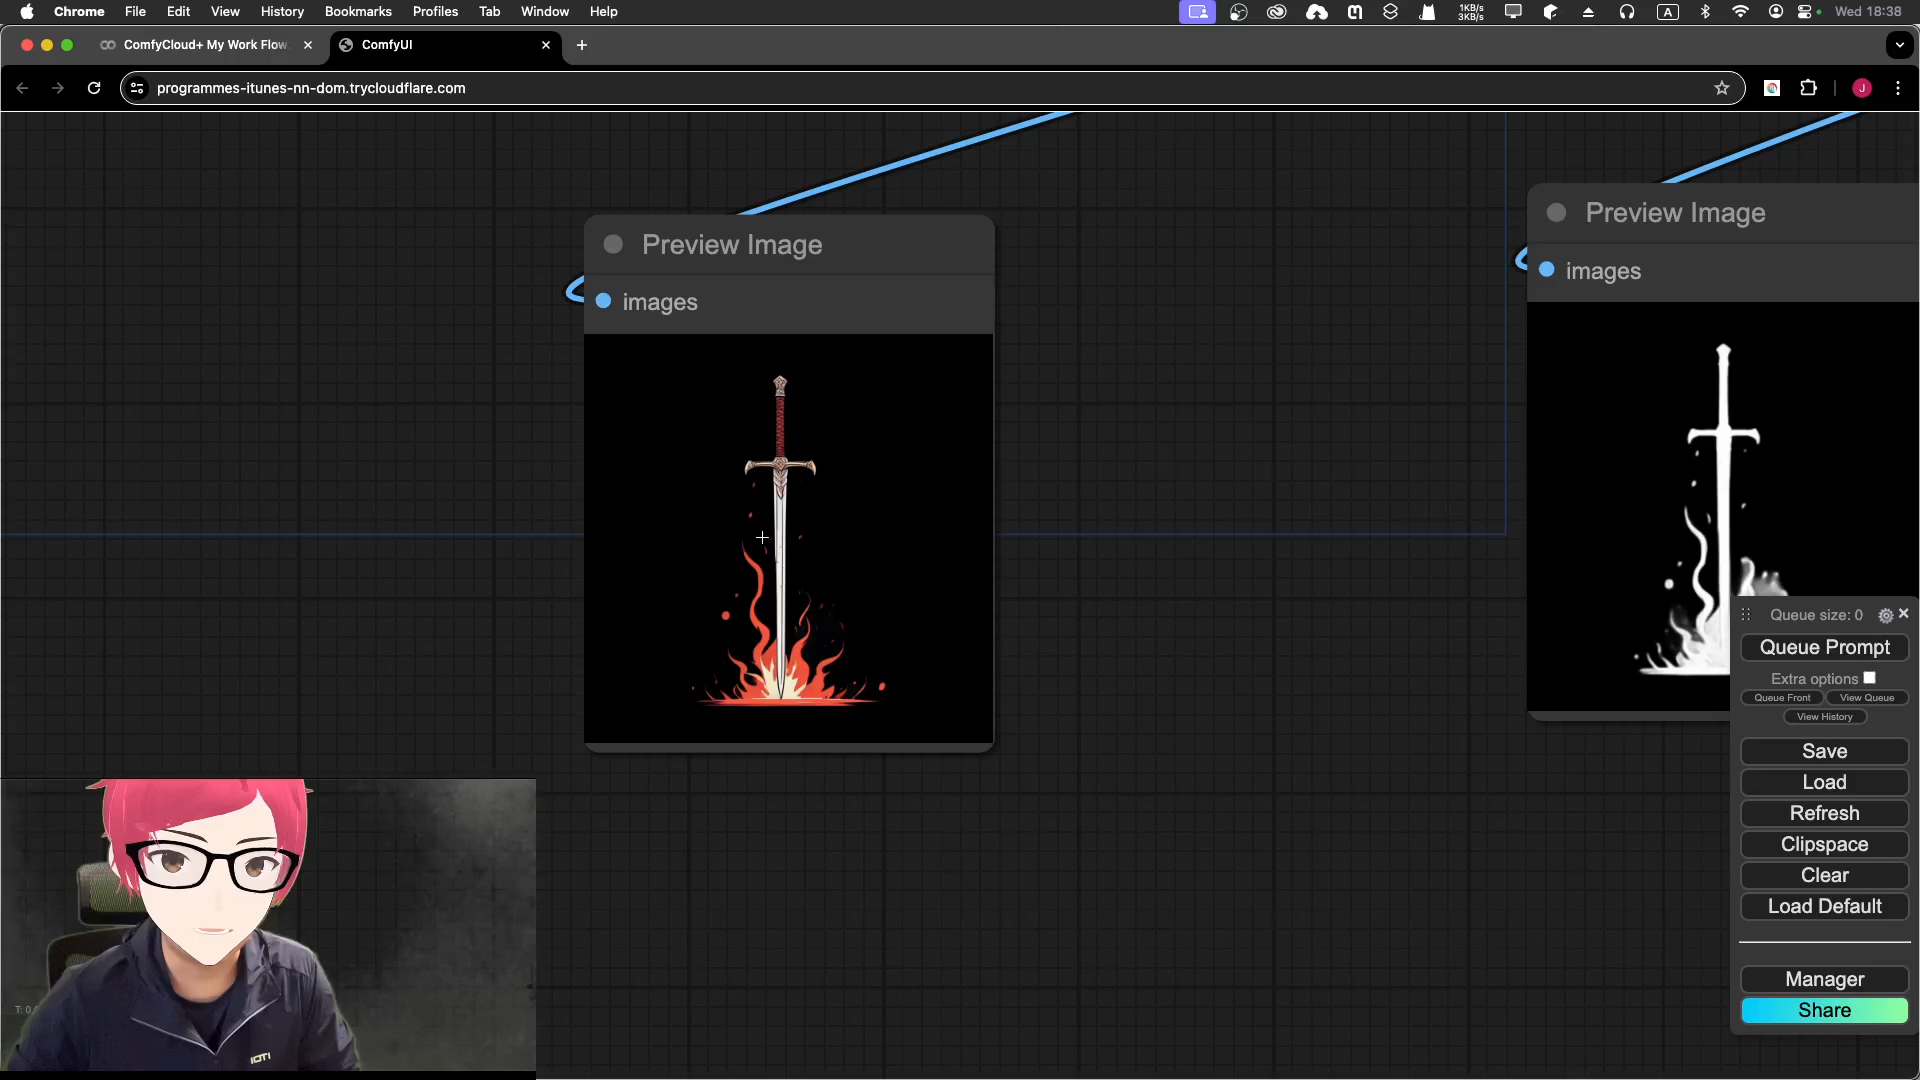 Chrome File Edit View History Bookmarks Profiles Tab Window Help
1KB/s
3KB/s
A
Wed 18:38
ComfyCloud+ My Work Flow
ComfyUI
programmes-itunes-nn-dom.trycloudflare.com
J
Preview Image
images
Preview Image
images
Queue size: 0
Queue Prompt
Extra options
Queue Front
View Queue
View History
Save
Load
Refresh
Clipspace
Clear
Load Default
Manager
Share